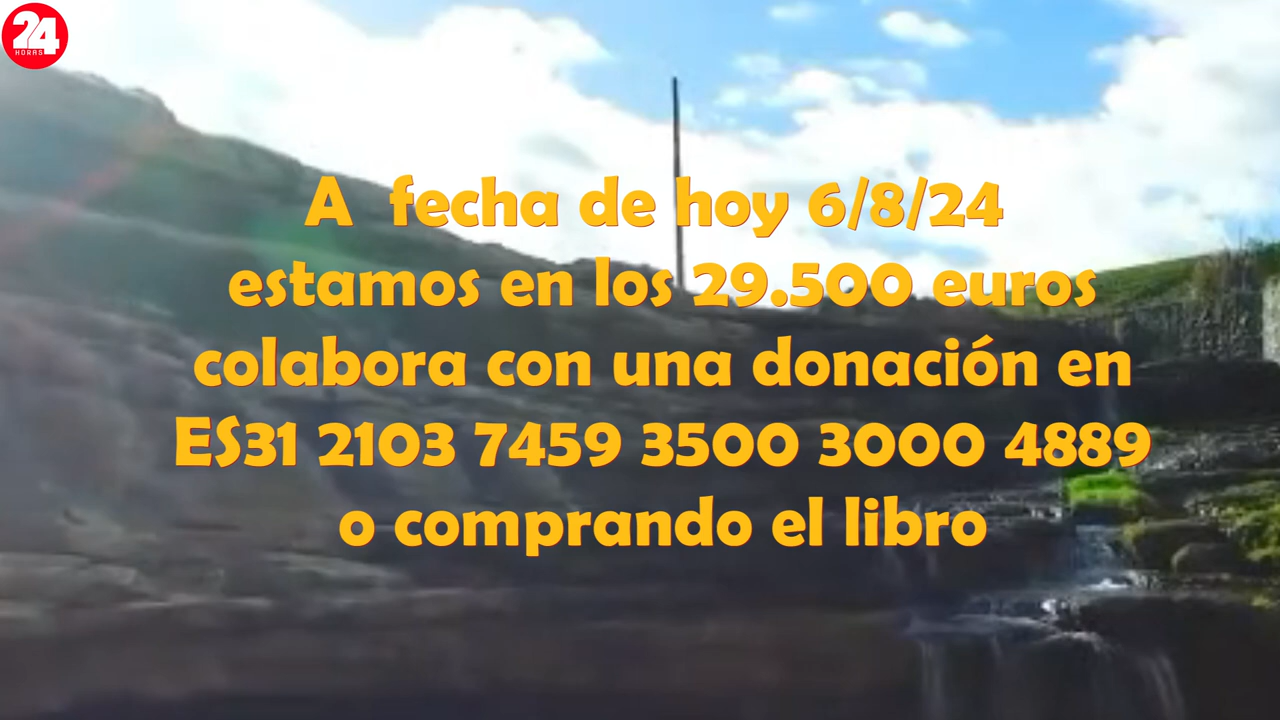 24
HORAS
A fecha de hoy 6/8/24
estamos en los 29.500 euros
colabora con una donación en
ES31 2103 7459 3500 3000 4889
o comprando el libro